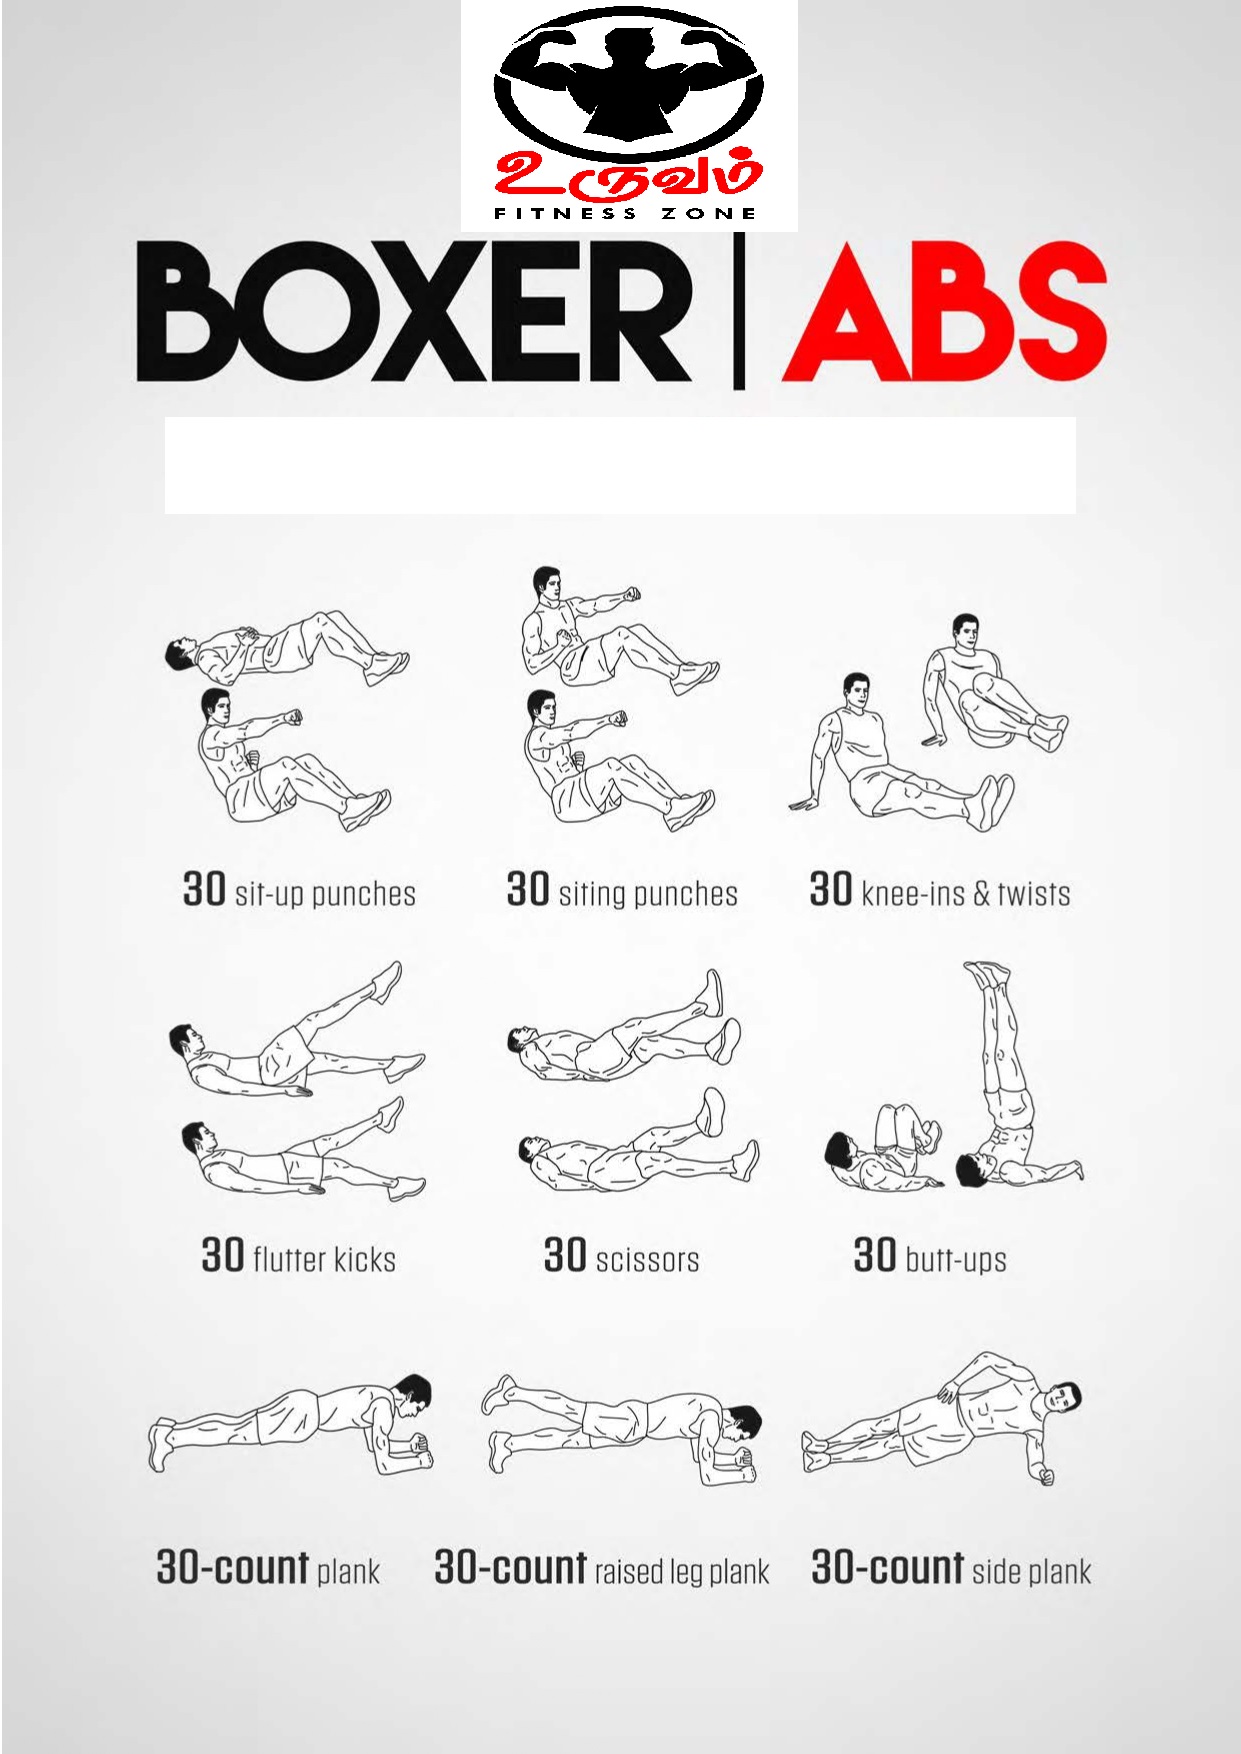 உருவம்
FITNESS ZONE
BOXER | ABS
30 sit-up punches
30 siting punches
30 knee-ins & twists
30 flutter kicks
30 scissors
30 butt-ups
30-count plank
30-count raised leg plank
30-count side plank